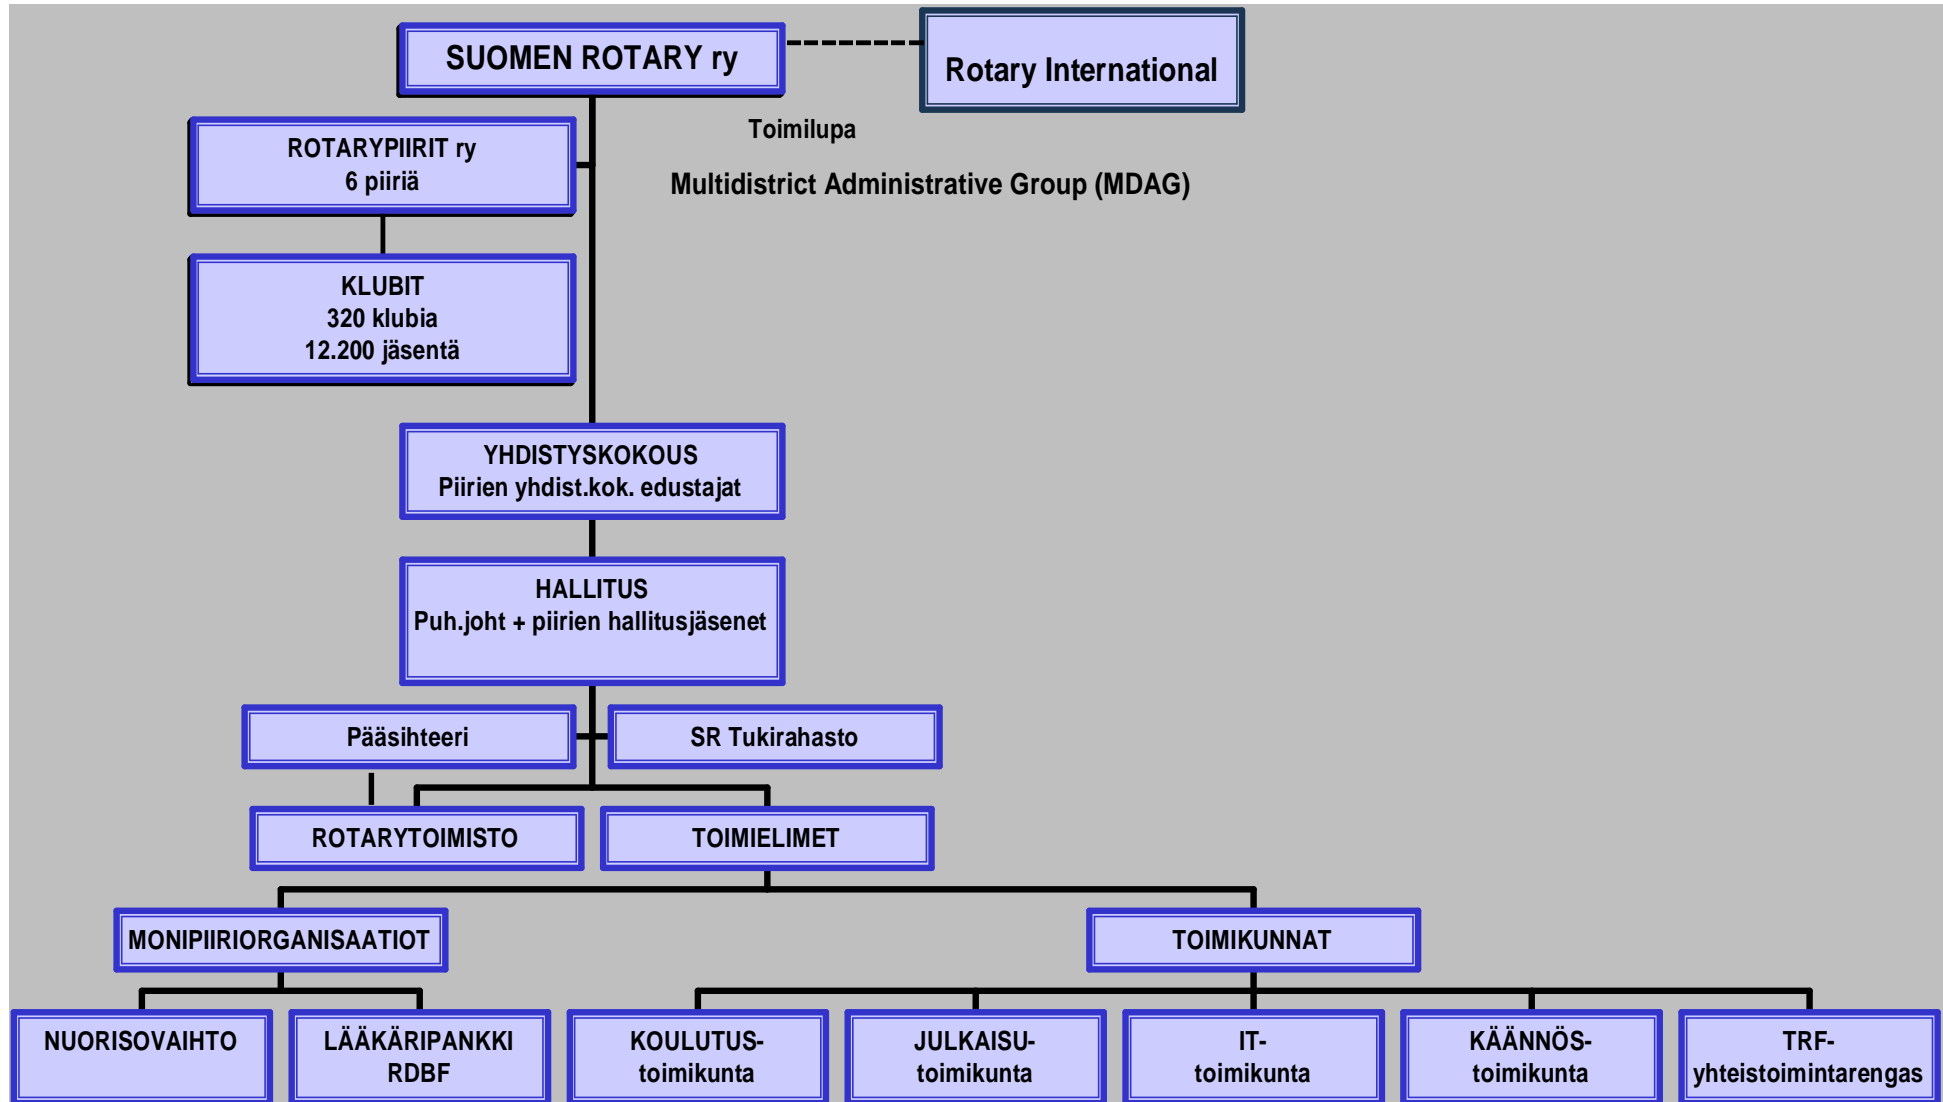 SUOMEN ROTARY ry
Rotary International
Toimilupa
Multidistrict Administrative Group (MDAG)
ROTARYPIIRIT ry
6 piiriä
KLUBIT
320 klubia
12.200 jäsentä
YHDISTYSKOKOUS
Piirien yhdist.kok. edustajat
HALLITUS
Puh.joht + piirien hallitusjäsenet
Pääsihteeri
SR Tukirahasto
ROTARYTOIMISTO
TOIMIELIMET
MONIPIIRIORGANISAATIOT
TOIMIKUNNAT
NUORISOVAIHTO
LÄÄKÄRIPANKKI
RDBF
KOULUTUS-
toimikunta
JULKAISU-
toimikunta
IT-
toimikunta
KÄÄNNÖS-
toimikunta
TRF-
yhteistoimintarengas